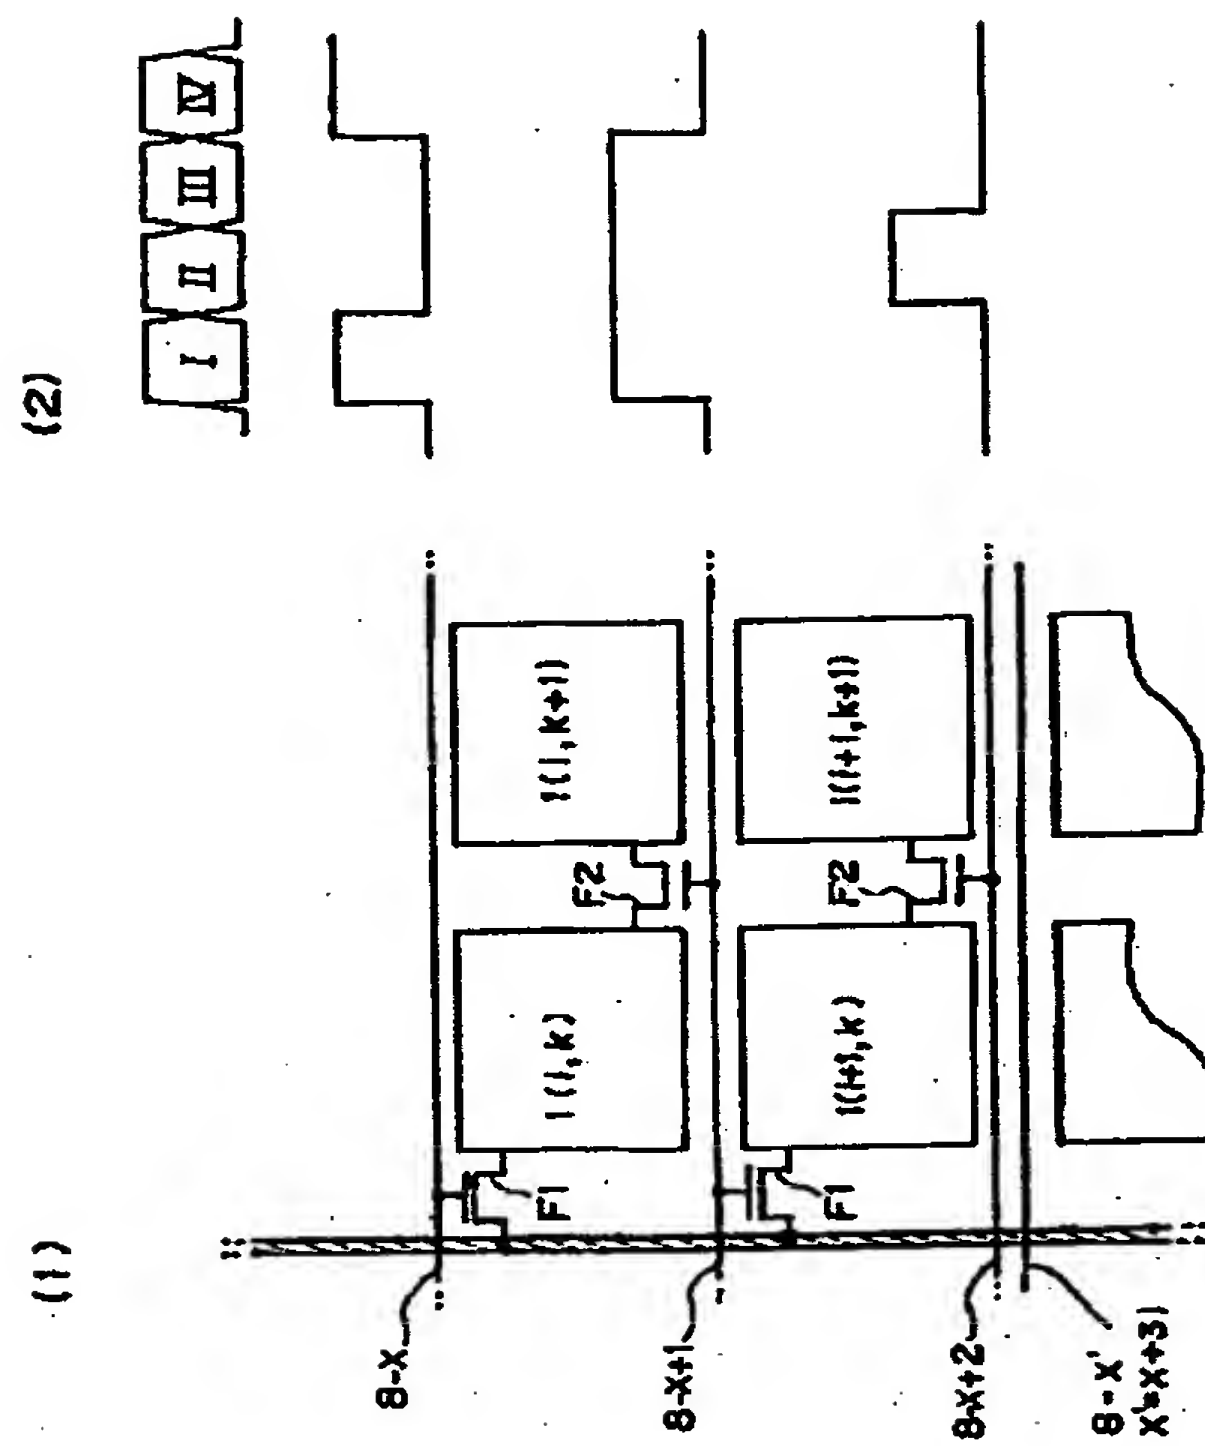 (1)
8-X
8-X+1
8-X+2
8-X'
X'=X+3)
F1
F1
1(i,k)
1(i+1,k)
F2
F2
1(i,k+1)
1(i+1,k+1)
(2)
I
II
III
IV